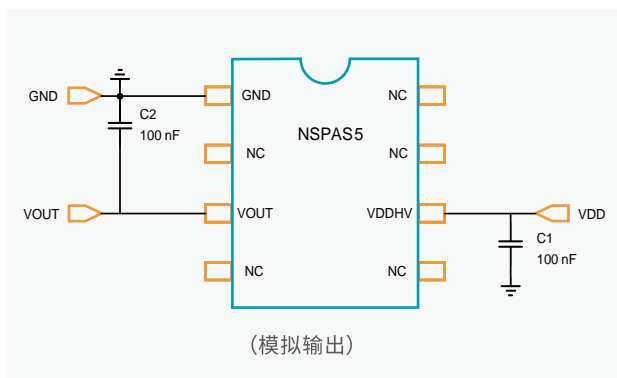 GND
GND
NC
C2
100 nF
NSPAS5
NC
NC
VOUT
VOUT
VDDHV
VDD
C1
100 nF
NC
NC
（模拟输出）